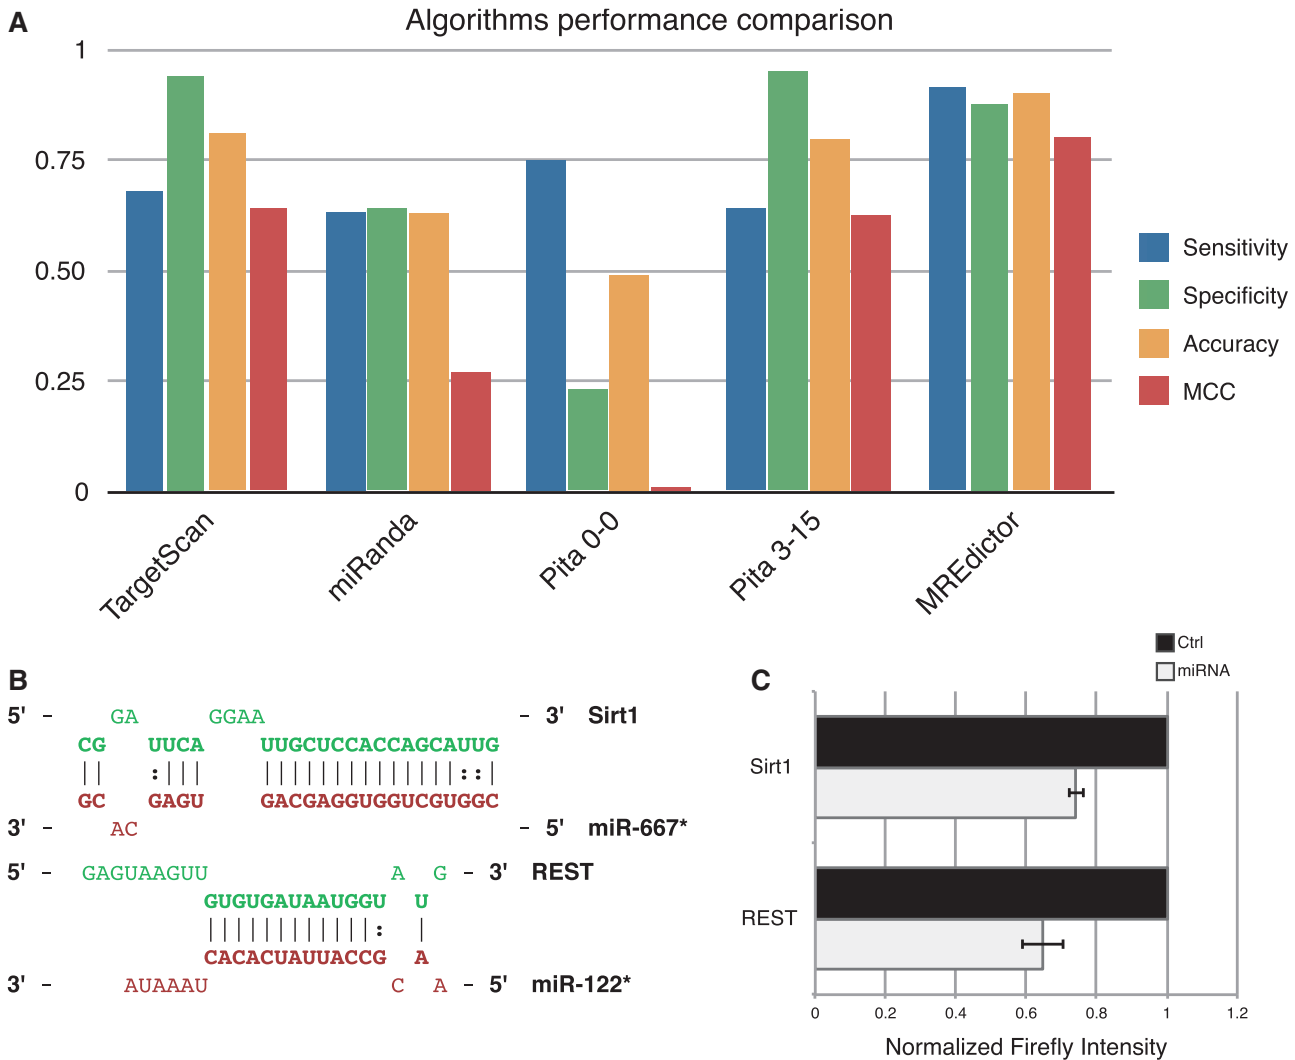 A
Algorithms performance comparison
1
0.75
0.50
0.25
0
TargetScan
miRanda
Pita 0-0
Pita 3-15
MREdictor
Sensitivity
Specificity
Accuracy
MCC
B
5' - GA GGAA - 3' Sirt1
CG UUCA UUGCUCCACCAGCAUUG
|| :||| ||||||||||||||::|
GC GAGU GACGAGGUGGUCGUGGC
3' - AC - 5' miR-667*
5' - GAGUAAGUU A G - 3' REST
GUGUGAUAAUGGU U
||||||||||||: |
CACACUAUUACCG A
3' - AUAAAU C A - 5' miR-122*
C
Ctrl
miRNA
Sirt1
REST
0 0.2 0.4 0.6 0.8 1 1.2
Normalized Firefly Intensity